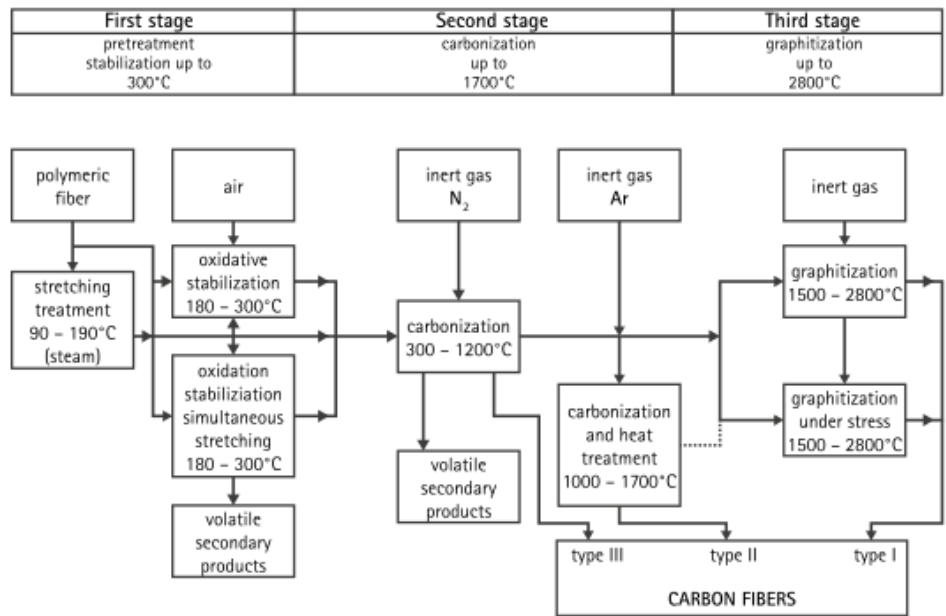 First stage
pretreatment
stabilization up to
300°C
Second stage
carbonization
up to
1700°C
Third stage
graphitization
up to
2800°C
polymeric
fiber
air
inert gas
N₂
inert gas
Ar
inert gas
stretching
treatment
90 – 190°C
(steam)
oxidative
stabilization
180 – 300°C
oxidation
stabiliziation
simultaneous
stretching
180 – 300°C
volatile
secondary
products
carbonization
300 – 1200°C
volatile
secondary
products
carbonization
and heat
treatment
1000 – 1700°C
graphitization
1500 – 2800°C
graphitization
under stress
1500 – 2800°C
type III
type II
type I
CARBON FIBERS